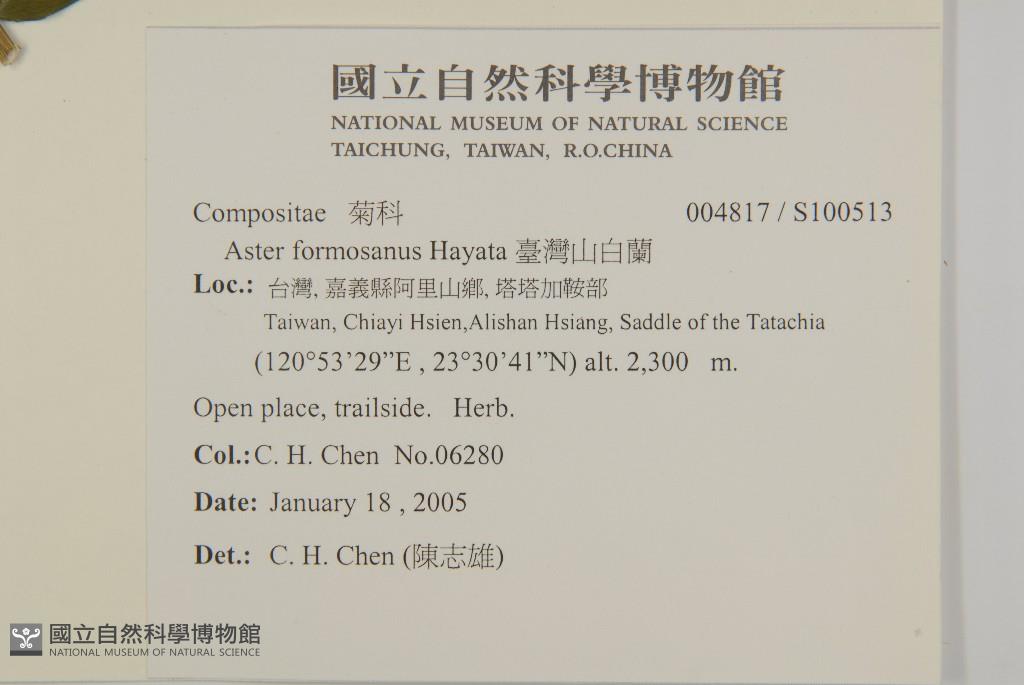 國立自然科學博物館
NATIONAL MUSEUM OF NATURAL SCIENCE
TAICHUNG, TAIWAN, R.O.CHINA
Compositae 菊科 004817 / S100513
Aster formosanus Hayata 臺灣山白蘭
Loc.: 台灣, 嘉義縣阿里山鄉, 塔塔加鞍部
Taiwan, Chiayi Hsien,Alishan Hsiang, Saddle of the Tatachia
(120°53’29”E , 23°30’41”N) alt. 2,300 m.
Open place, trailside. Herb.
Col.: C. H. Chen No.06280
Date: January 18 , 2005
Det.: C. H. Chen (陳志雄)
國立自然科學博物館
NATIONAL MUSEUM OF NATURAL SCIENCE